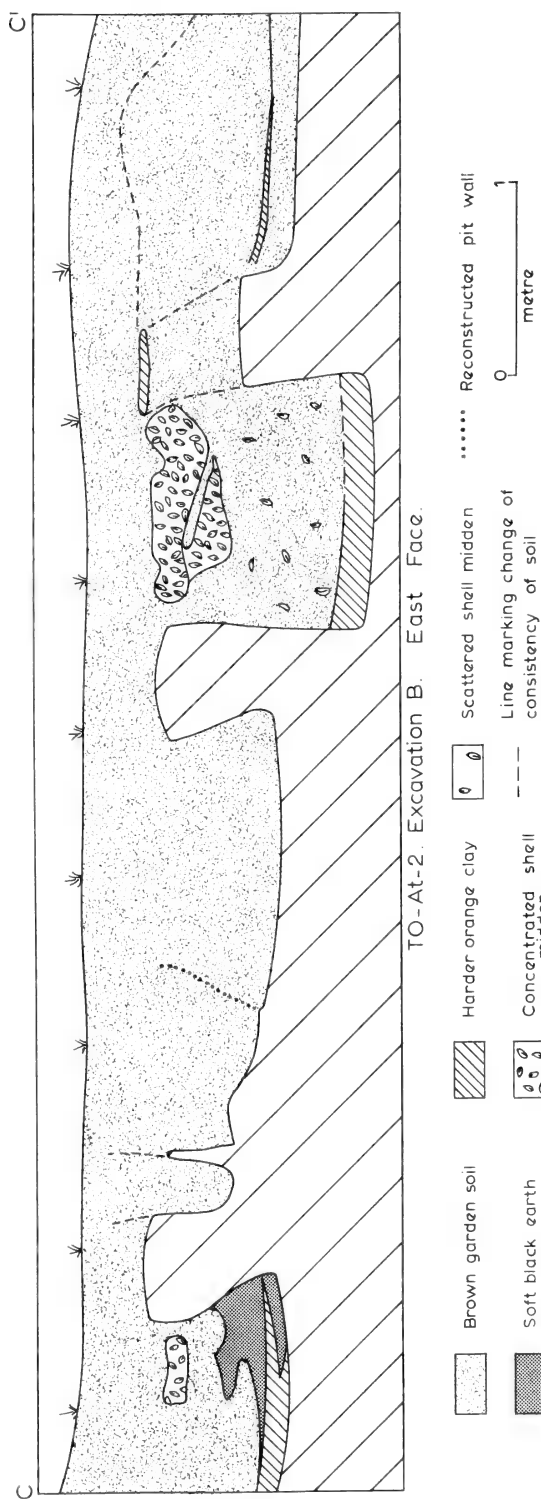 C C'
TO-At-2. Excavation B. East Face.
Brown garden soil
Harder orange clay
Scattered shell midden
Reconstructed pit wall
Soft black earth
Concentrated shell
midden
Line marking change of
consistency of soil
0 1
metre